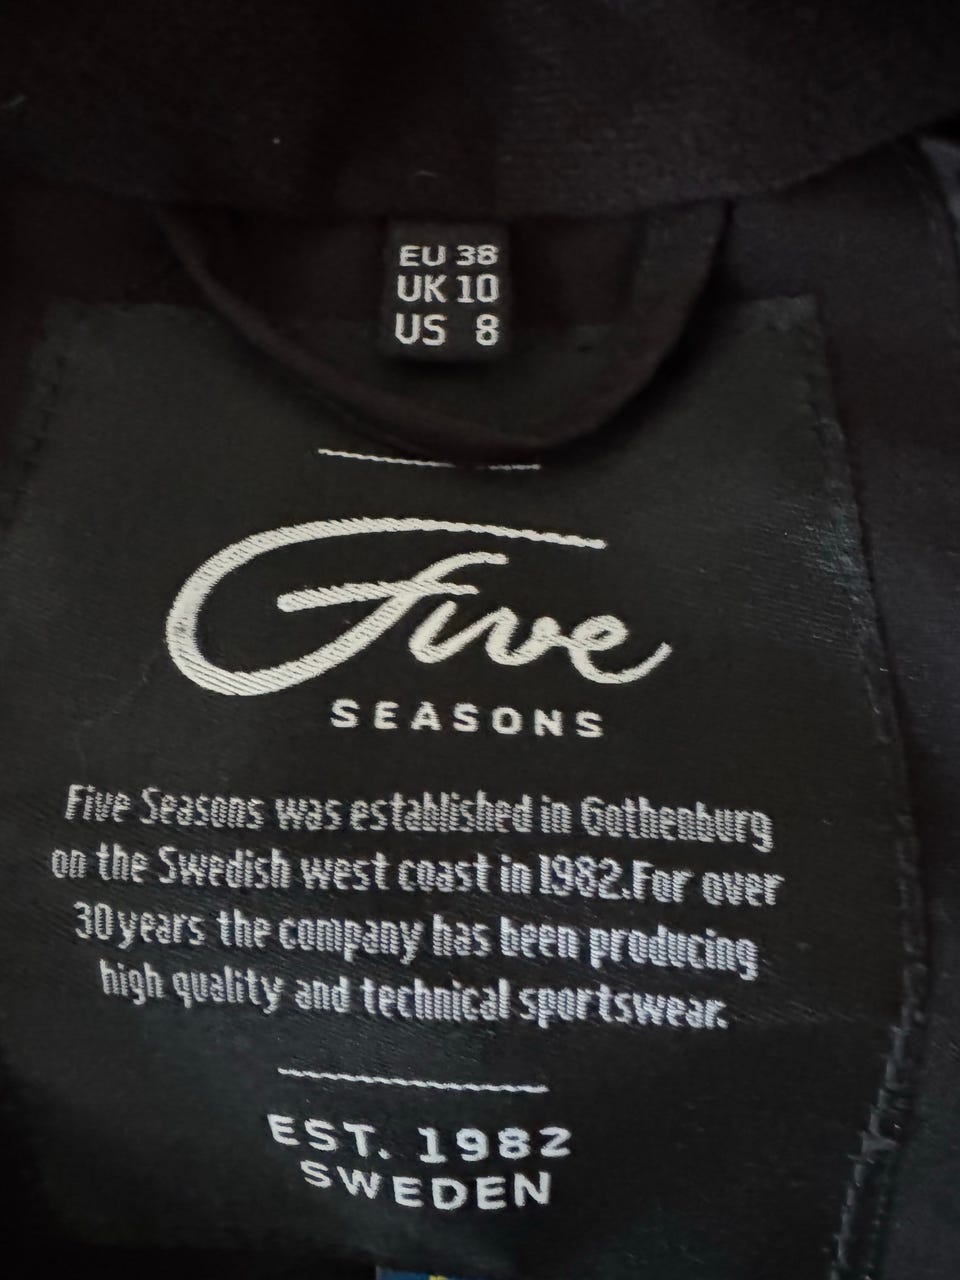 EU 38
UK 10
US 8
Five
SEASONS
Five Seasons was established in Gothenburg
on the Swedish west coast in 1982.For over
30 years the company has been producing
high quality and technical sportswear.
EST. 1982
SWEDEN